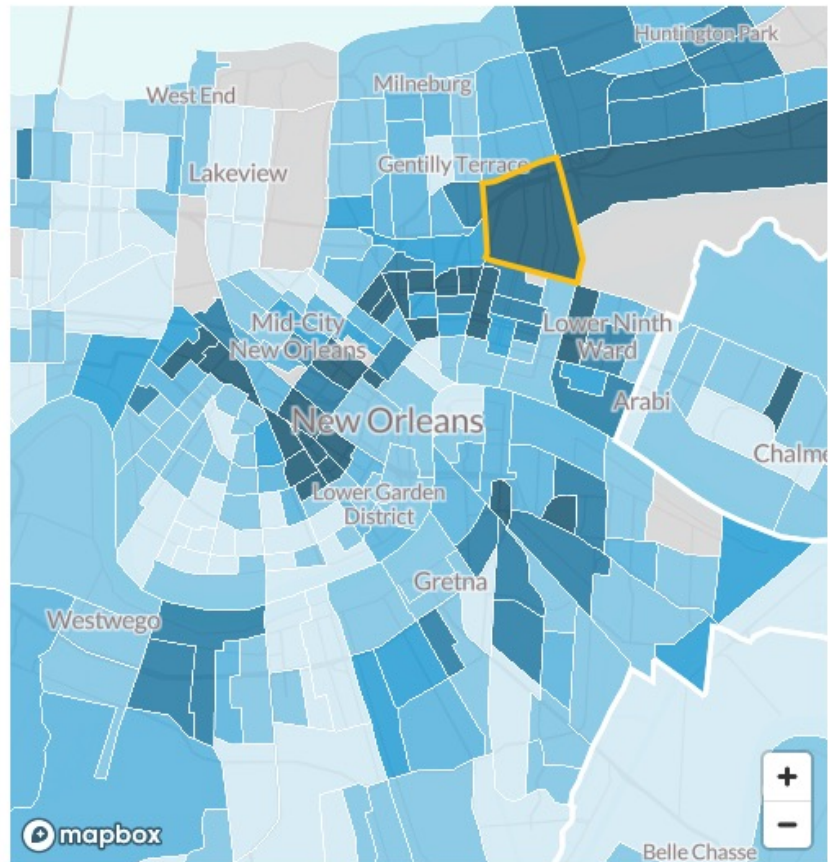 Huntington Park
West End
Milneburg
Lakeview
Gentilly Terrace
Mid-City
New Orleans
Lower Ninth
Ward
New Orleans
Arabi
Chalme
Lower Garden
District
Gretna
Westwego
+
−
mapbox
Belle Chasse